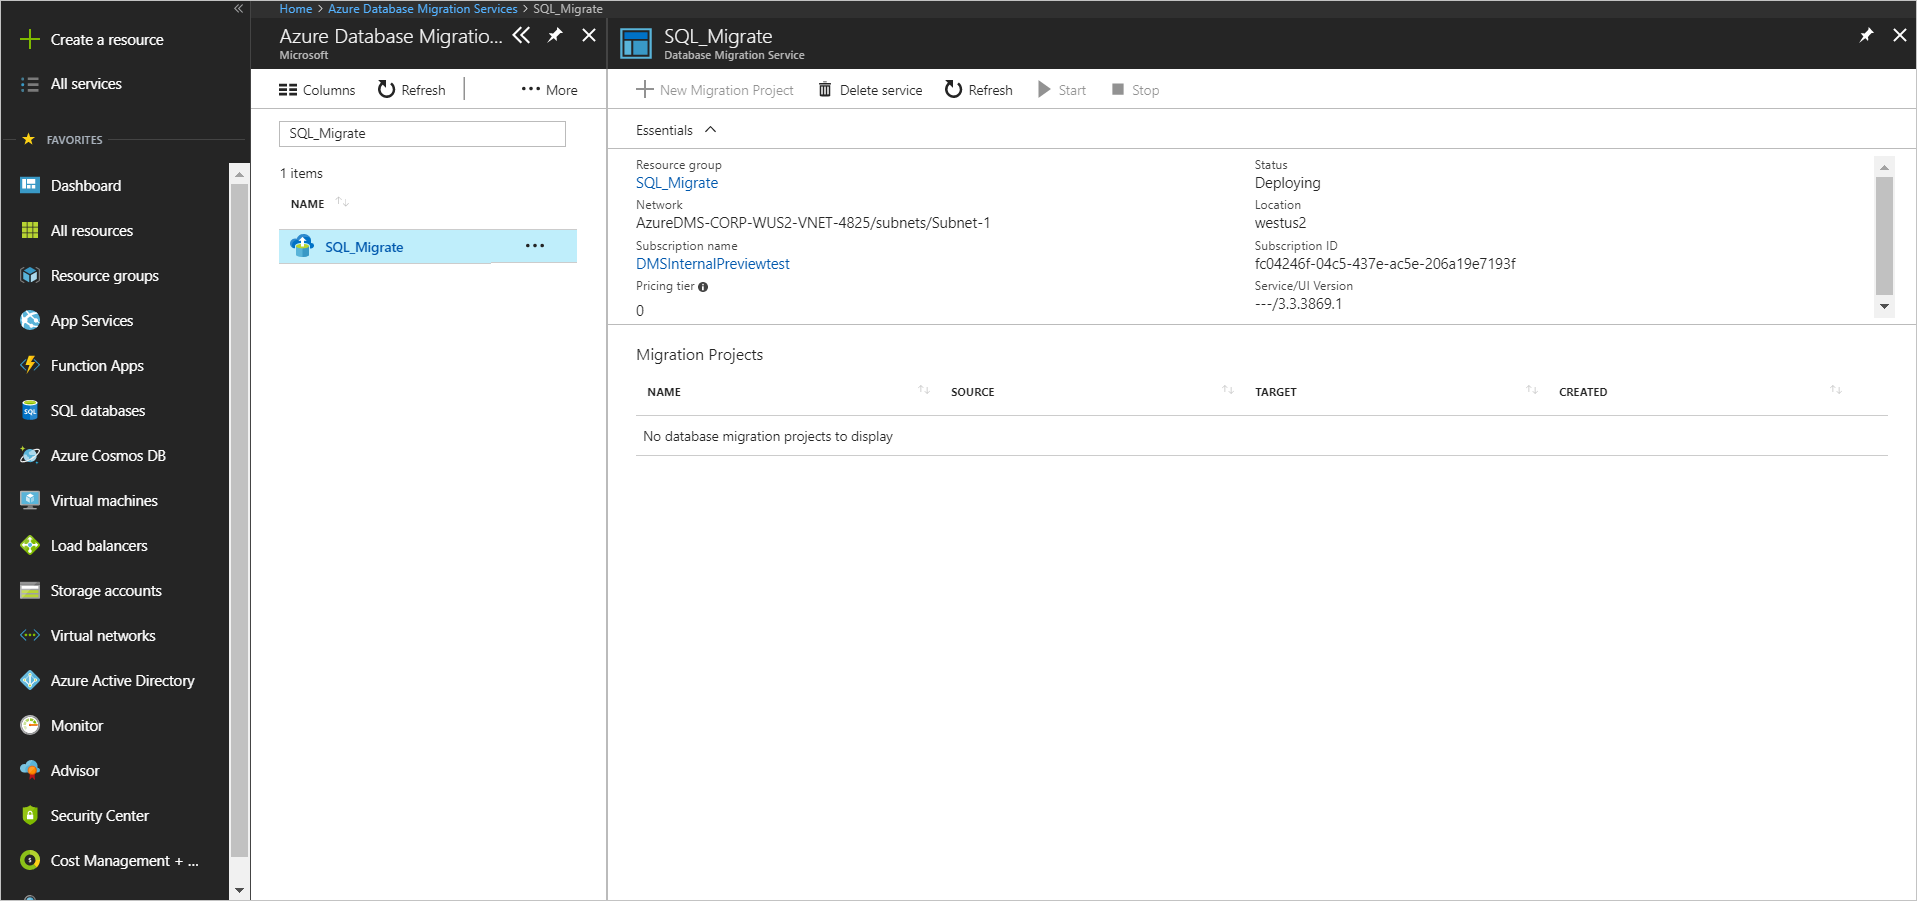 Home > Azure Database Migration Services > SQL_Migrate
Create a resource
All services
FAVORITES
Dashboard
All resources
Resource groups
App Services
Function Apps
SQL databases
Azure Cosmos DB
Virtual machines
Load balancers
Storage accounts
Virtual networks
Azure Active Directory
Monitor
Advisor
Security Center
Cost Management + ...
Azure Database Migratio...
Microsoft
Columns Refresh More
SQL_Migrate
1 items
NAME
SQL_Migrate
SQL_Migrate
Database Migration Service
New Migration Project Delete service Refresh Start Stop
Essentials
Resource group
SQL_Migrate
Network
AzureDMS-CORP-WUS2-VNET-4825/subnets/Subnet-1
Subscription name
DMSInternalPreviewtest
Pricing tier
0
Status
Deploying
Location
westus2
Subscription ID
fc04246f-04c5-437e-ac5e-206a19e7193f
Service/UI Version
---/3.3.3869.1
Migration Projects
NAME SOURCE TARGET CREATED
No database migration projects to display